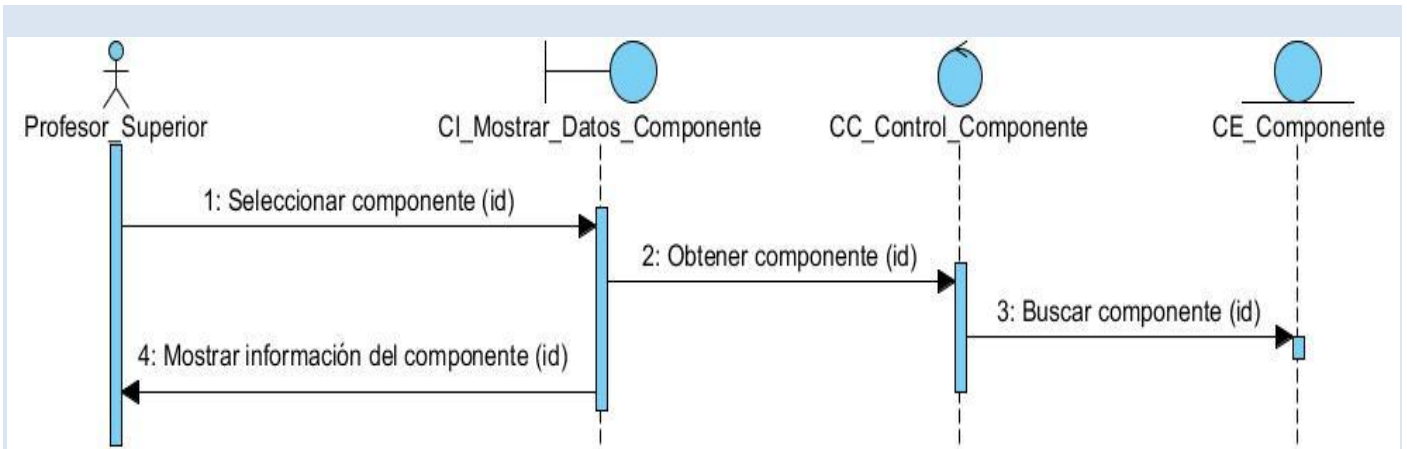 Profesor_Superior
CI_Mostrar_Datos_Componente
CC_Control_Componente
CE_Componente
1: Seleccionar componente (id)
2: Obtener componente (id)
3: Buscar componente (id)
4: Mostrar información del componente (id)